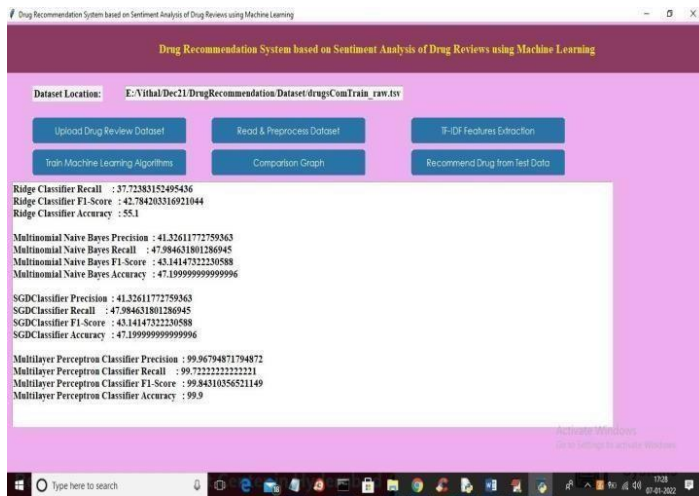 Drug Recommendation System based on Sentiment Analysis of Drug Reviews using Machine Learning
Drug Recommendation System based on Sentiment Analysis of Drug Reviews using Machine Learning
Dataset Location: E:/Vithal/Dec21/DrugRecommendation/Dataset/drugsComTrain_raw.tsv
Upload Drug Review Dataset Read & Preprocess Dataset TF-IDF Features Extraction
Train Machine Learning Algorithms Comparison Graph Recommend Drug from Test Data
Ridge Classifier Recall : 37.72383152495436
Ridge Classifier F1-Score : 42.784203316921044
Ridge Classifier Accuracy : 55.1
Multinomial Naive Bayes Precision : 41.32611772759363
Multinomial Naive Bayes Recall : 47.984631801286945
Multinomial Naive Bayes F1-Score : 43.14147322230588
Multinomial Naive Bayes Accuracy : 47.199999999999996
SGDClassifier Precision : 41.32611772759363
SGDClassifier Recall : 47.984631801286945
SGDClassifier F1-Score : 43.14147322230588
SGDClassifier Accuracy : 47.199999999999996
Multilayer Perceptron Classifier Precision : 99.96794871794872
Multilayer Perceptron Classifier Recall : 99.72222222222221
Multilayer Perceptron Classifier F1-Score : 99.84310356521149
Multilayer Perceptron Classifier Accuracy : 99.9
Activate Windows
Go to Settings to activate Windows.
Type here to search
17:28
07-01-2022